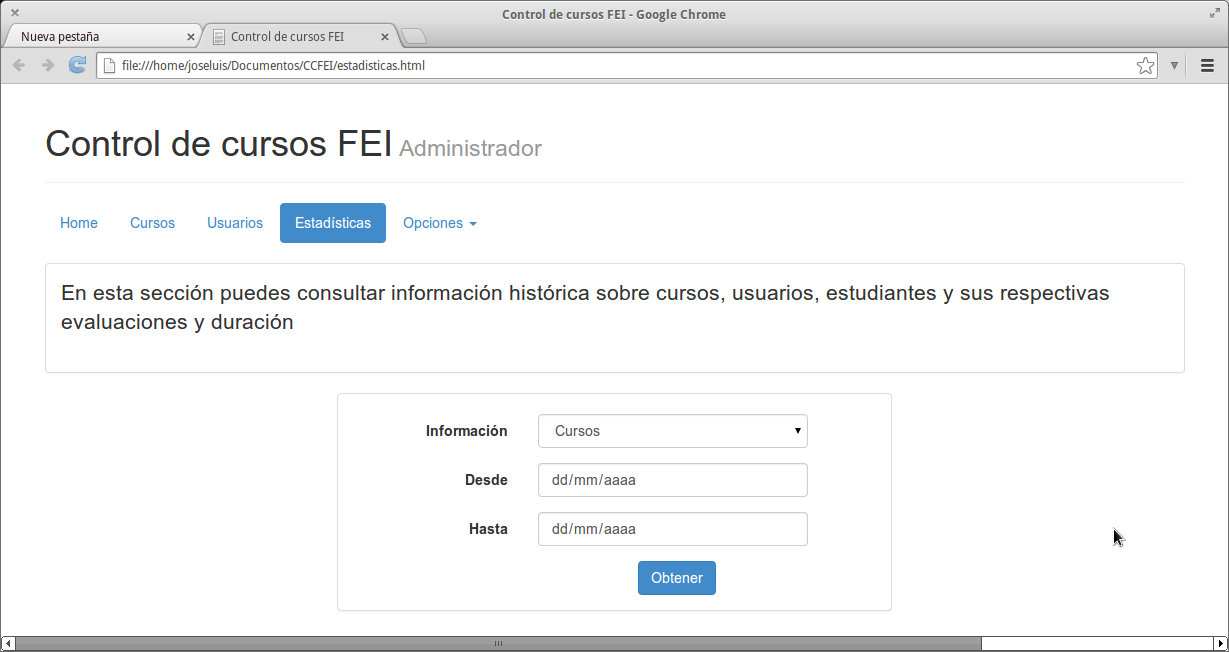 Control de cursos FEI - Google Chrome
Nueva pestaña
Control de cursos FEI
file:///home/joseluis/Documentos/CCFEI/estadisticas.html
Control de cursos FEI Administrador
Home Cursos Usuarios Estadísticas Opciones
En esta sección puedes consultar información histórica sobre cursos, usuarios, estudiantes y sus respectivas
evaluaciones y duración
Información Cursos
Desde dd/mm/aaaa
Hasta dd/mm/aaaa
Obtener